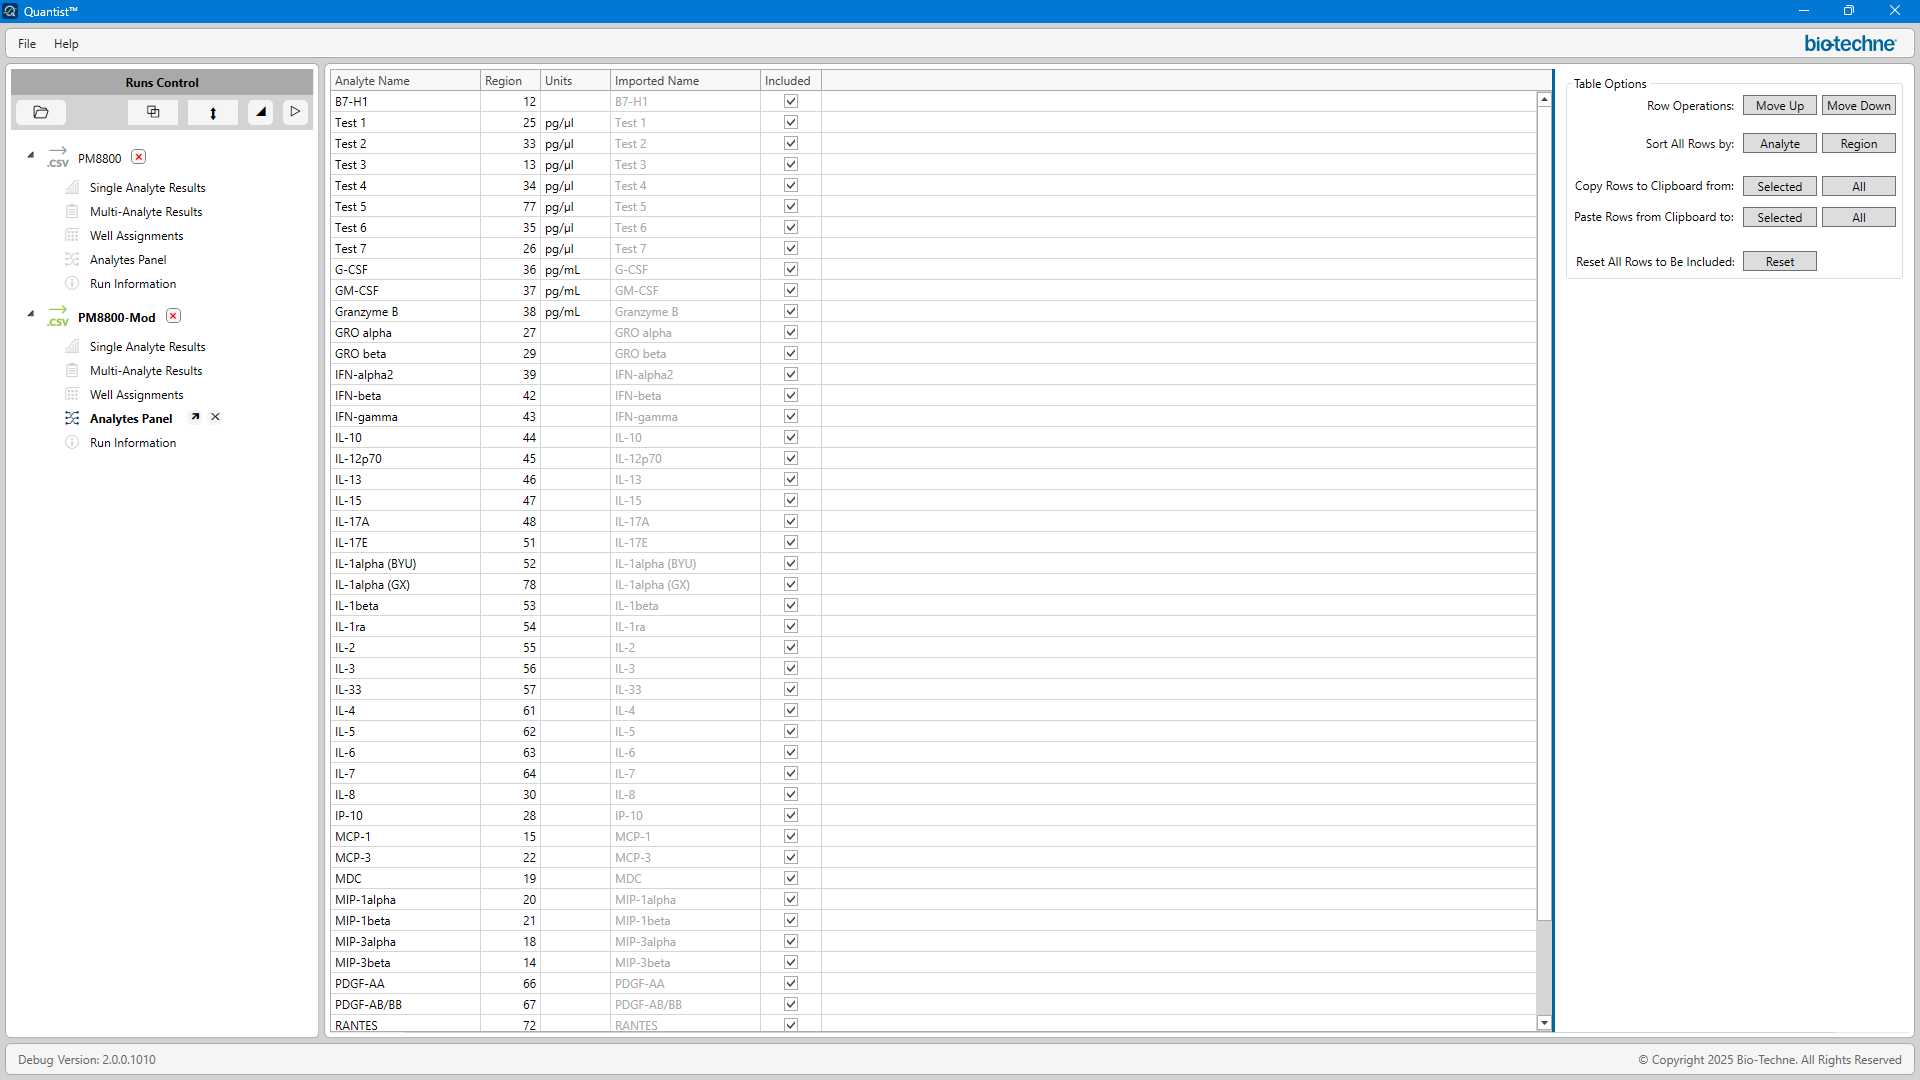 Quantist™
File Help
bio-techne
Runs Control
.CSV PM8800
Single Analyte Results
Multi-Analyte Results
Well Assignments
Analytes Panel
Run Information
.CSV PM8800-Mod
Single Analyte Results
Multi-Analyte Results
Well Assignments
Analytes Panel
Run Information
Analyte Name Region Units Imported Name Included
B7-H1 12 B7-H1
Test 1 25 pg/µl Test 1
Test 2 33 pg/µl Test 2
Test 3 13 pg/µl Test 3
Test 4 34 pg/µl Test 4
Test 5 77 pg/µl Test 5
Test 6 35 pg/µl Test 6
Test 7 26 pg/µl Test 7
G-CSF 36 pg/mL G-CSF
GM-CSF 37 pg/mL GM-CSF
Granzyme B 38 pg/mL Granzyme B
GRO alpha 27 GRO alpha
GRO beta 29 GRO beta
IFN-alpha2 39 IFN-alpha2
IFN-beta 42 IFN-beta
IFN-gamma 43 IFN-gamma
IL-10 44 IL-10
IL-12p70 45 IL-12p70
IL-13 46 IL-13
IL-15 47 IL-15
IL-17A 48 IL-17A
IL-17E 51 IL-17E
IL-1alpha (BYU) 52 IL-1alpha (BYU)
IL-1alpha (GX) 78 IL-1alpha (GX)
IL-1beta 53 IL-1beta
IL-1ra 54 IL-1ra
IL-2 55 IL-2
IL-3 56 IL-3
IL-33 57 IL-33
IL-4 61 IL-4
IL-5 62 IL-5
IL-6 63 IL-6
IL-7 64 IL-7
IL-8 30 IL-8
IP-10 28 IP-10
MCP-1 15 MCP-1
MCP-3 22 MCP-3
MDC 19 MDC
MIP-1alpha 20 MIP-1alpha
MIP-1beta 21 MIP-1beta
MIP-3alpha 18 MIP-3alpha
MIP-3beta 14 MIP-3beta
PDGF-AA 66 PDGF-AA
PDGF-AB/BB 67 PDGF-AB/BB
RANTES 72 RANTES
Table Options
Row Operations: Move Up Move Down
Sort All Rows by: Analyte Region
Copy Rows to Clipboard from: Selected All
Paste Rows from Clipboard to: Selected All
Reset All Rows to Be Included: Reset
Debug Version: 2.0.0.1010
© Copyright 2025 Bio-Techne. All Rights Reserved